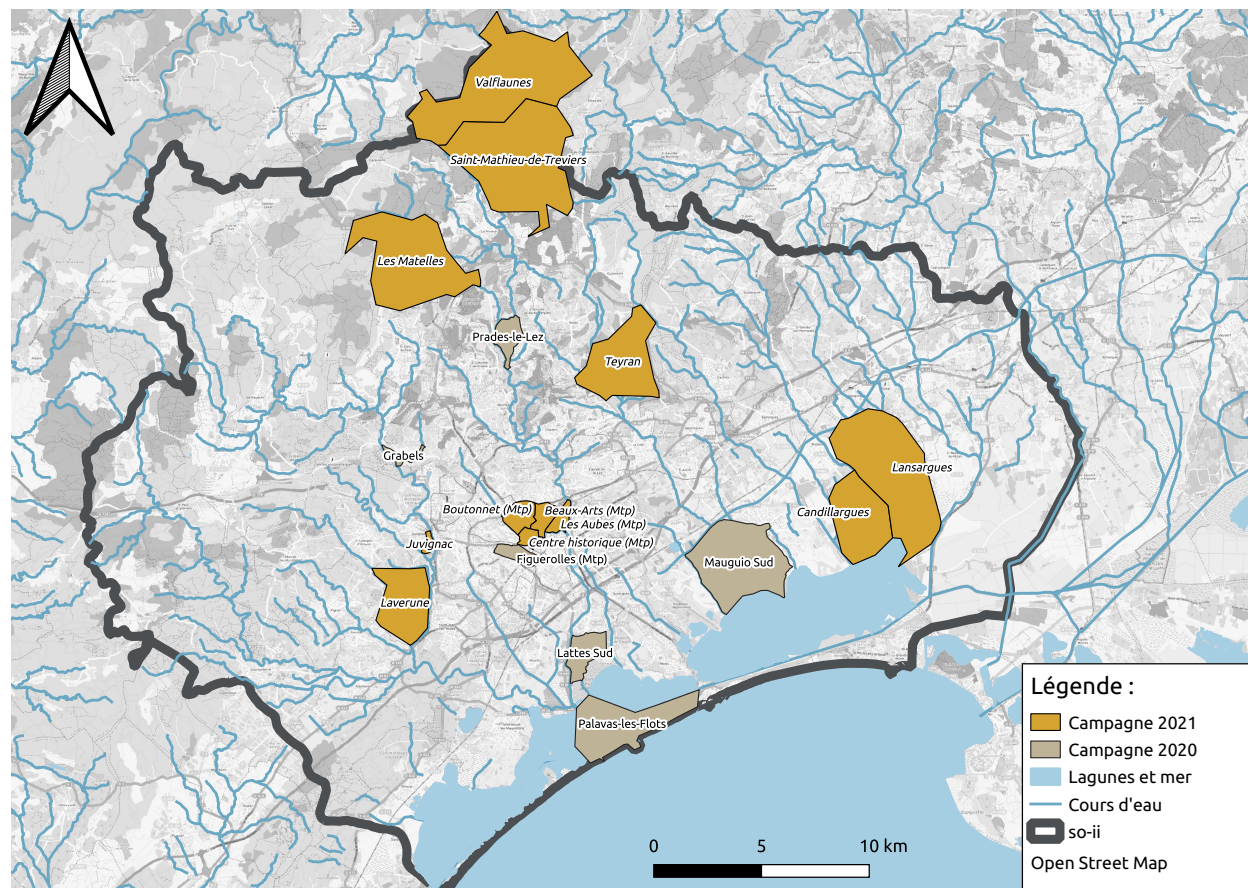 Valflaunes
Saint-Mathieu-de-Treviers
Les Matelles
Prades-le-Lez
Teyran
Grabels
Lansargues
Boutonnet (Mtp)
Beaux-Arts (Mtp)
Candillargues
Les Aubes (Mtp)
Juvignac
Centre historique (Mtp)
Figuerolles (Mtp)
Mauguio Sud
Laverune
Lattes Sud
Palavas-les-Flots
Légende :
Campagne 2021
Campagne 2020
Lagunes et mer
Cours d'eau
so-ii
Open Street Map
0 5 10 km